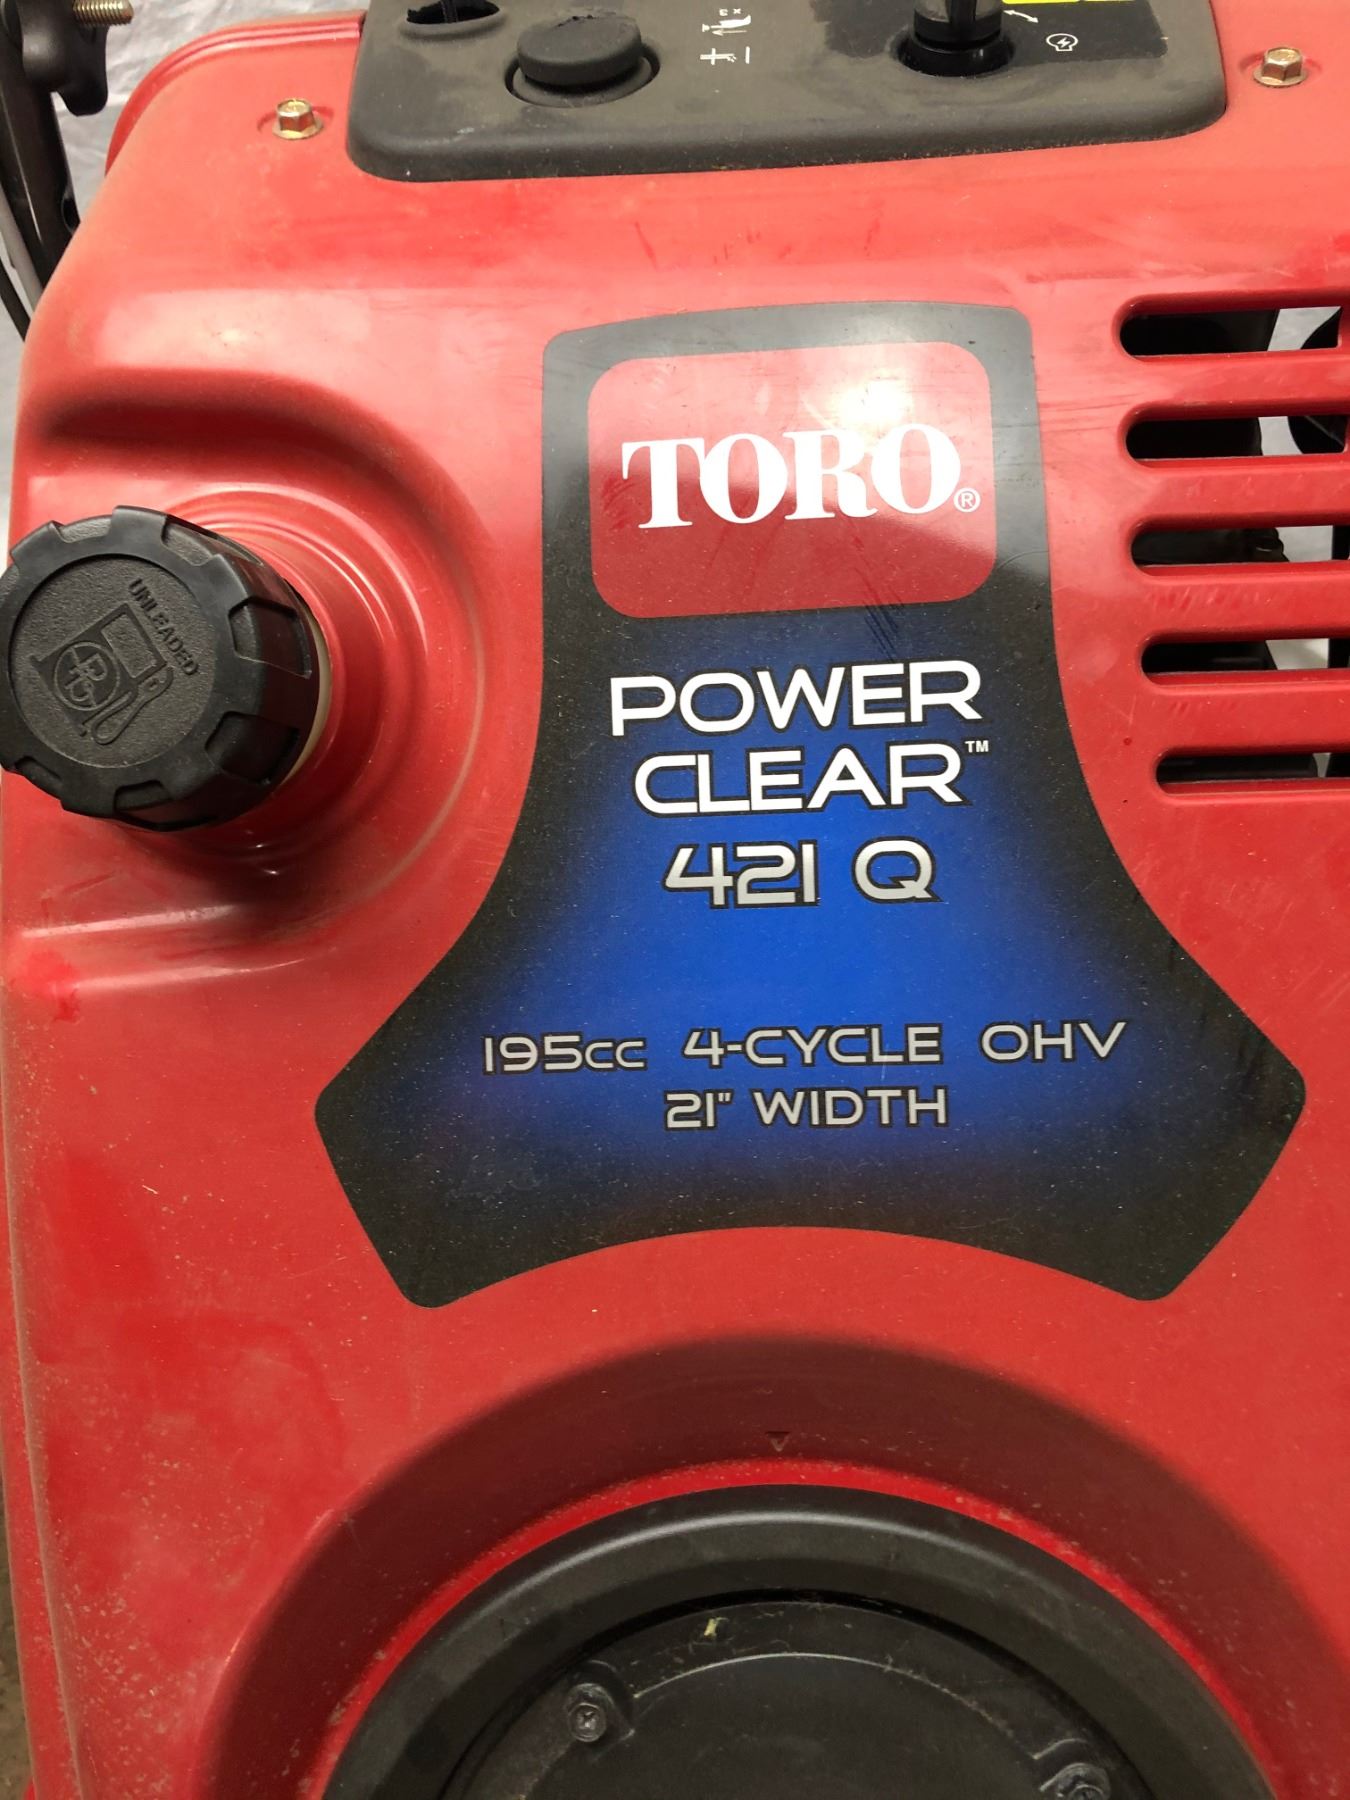 TORO®
POWER
CLEAR™
421 Q
195cc 4-CYCLE OHV
21" WIDTH
UNLEADED